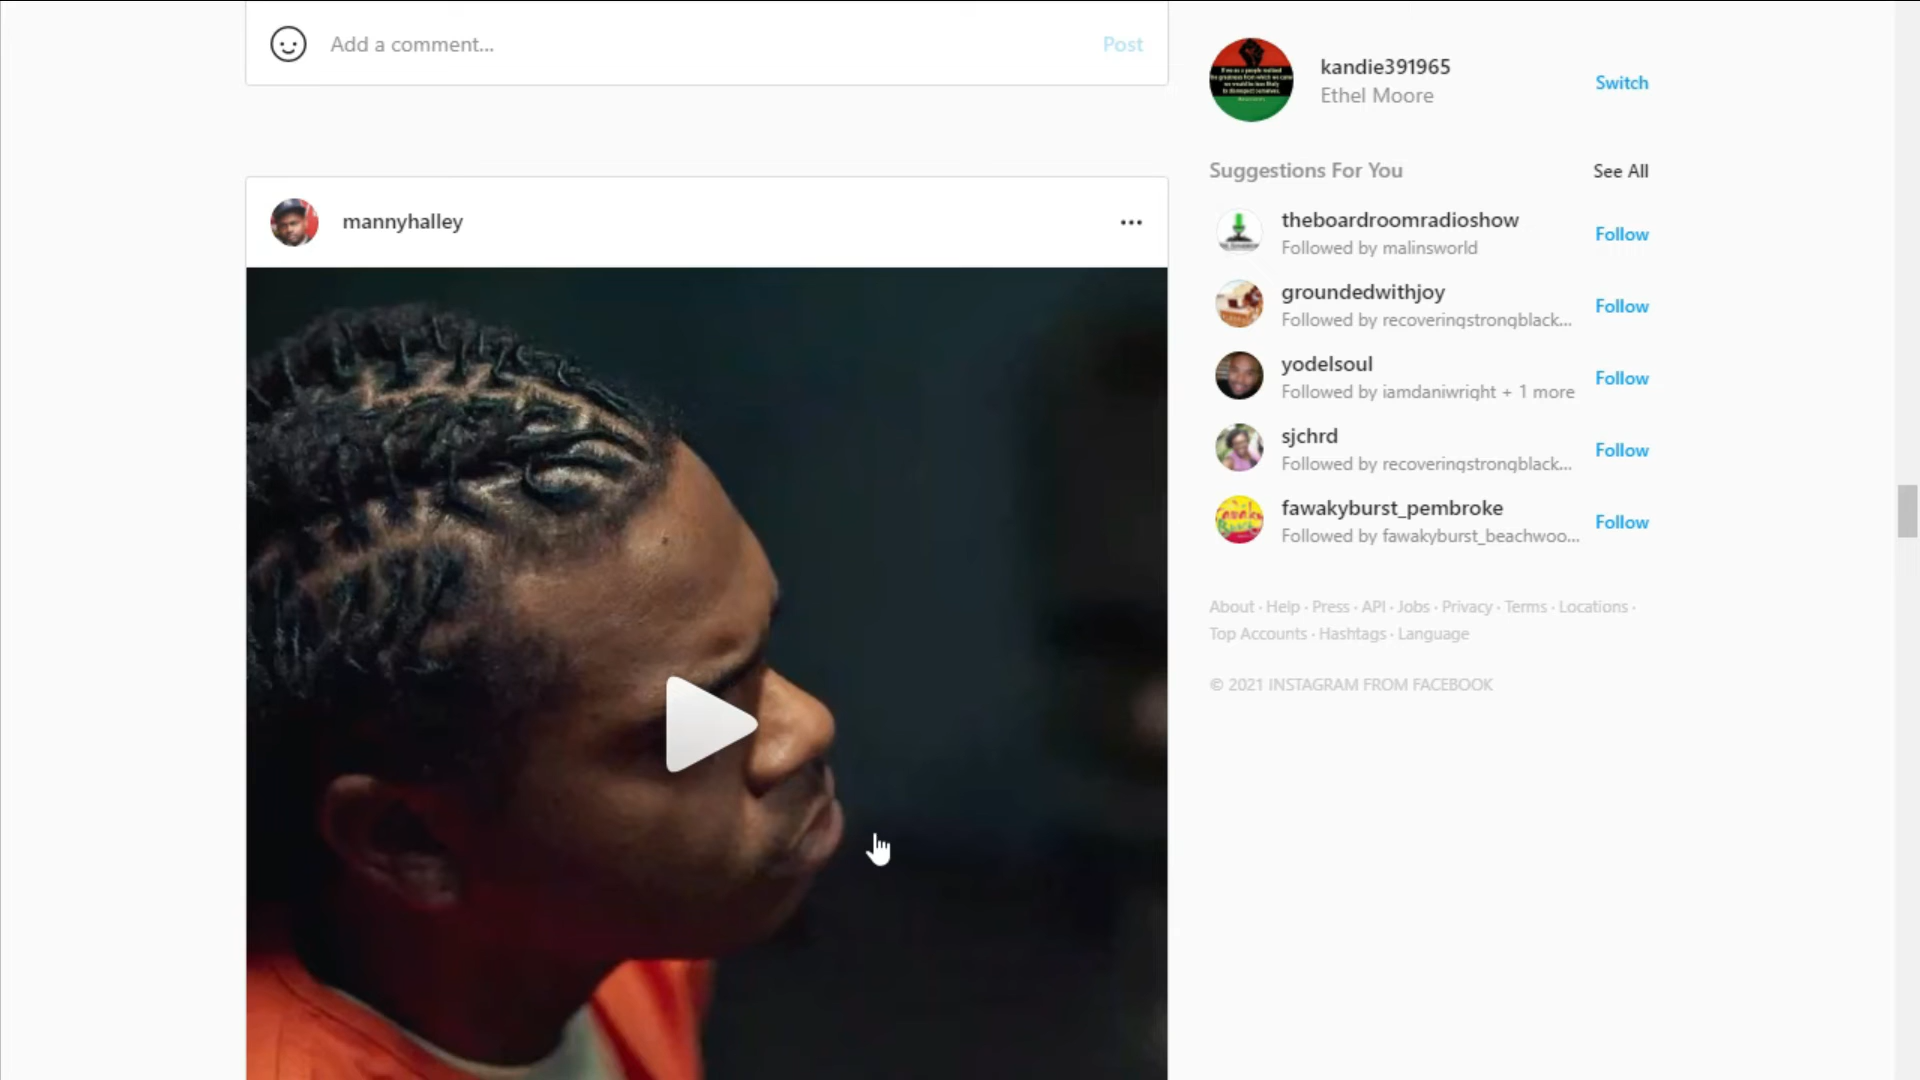 Add a comment...
Post
mannyhalley
kandie391965
Ethel Moore
Switch
Suggestions For You
See All
theboardroomradioshow
Followed by malinsworld
Follow
groundedwithjoy
Followed by recoveringstrongblack...
Follow
yodelsoul
Followed by iamdaniwright + 1 more
Follow
sjchrd
Followed by recoveringstrongblack...
Follow
fawakyburst_pembroke
Followed by fawakyburst_beachwoo...
Follow
About · Help · Press · API · Jobs · Privacy · Terms · Locations ·
Top Accounts · Hashtags · Language
© 2021 INSTAGRAM FROM FACEBOOK